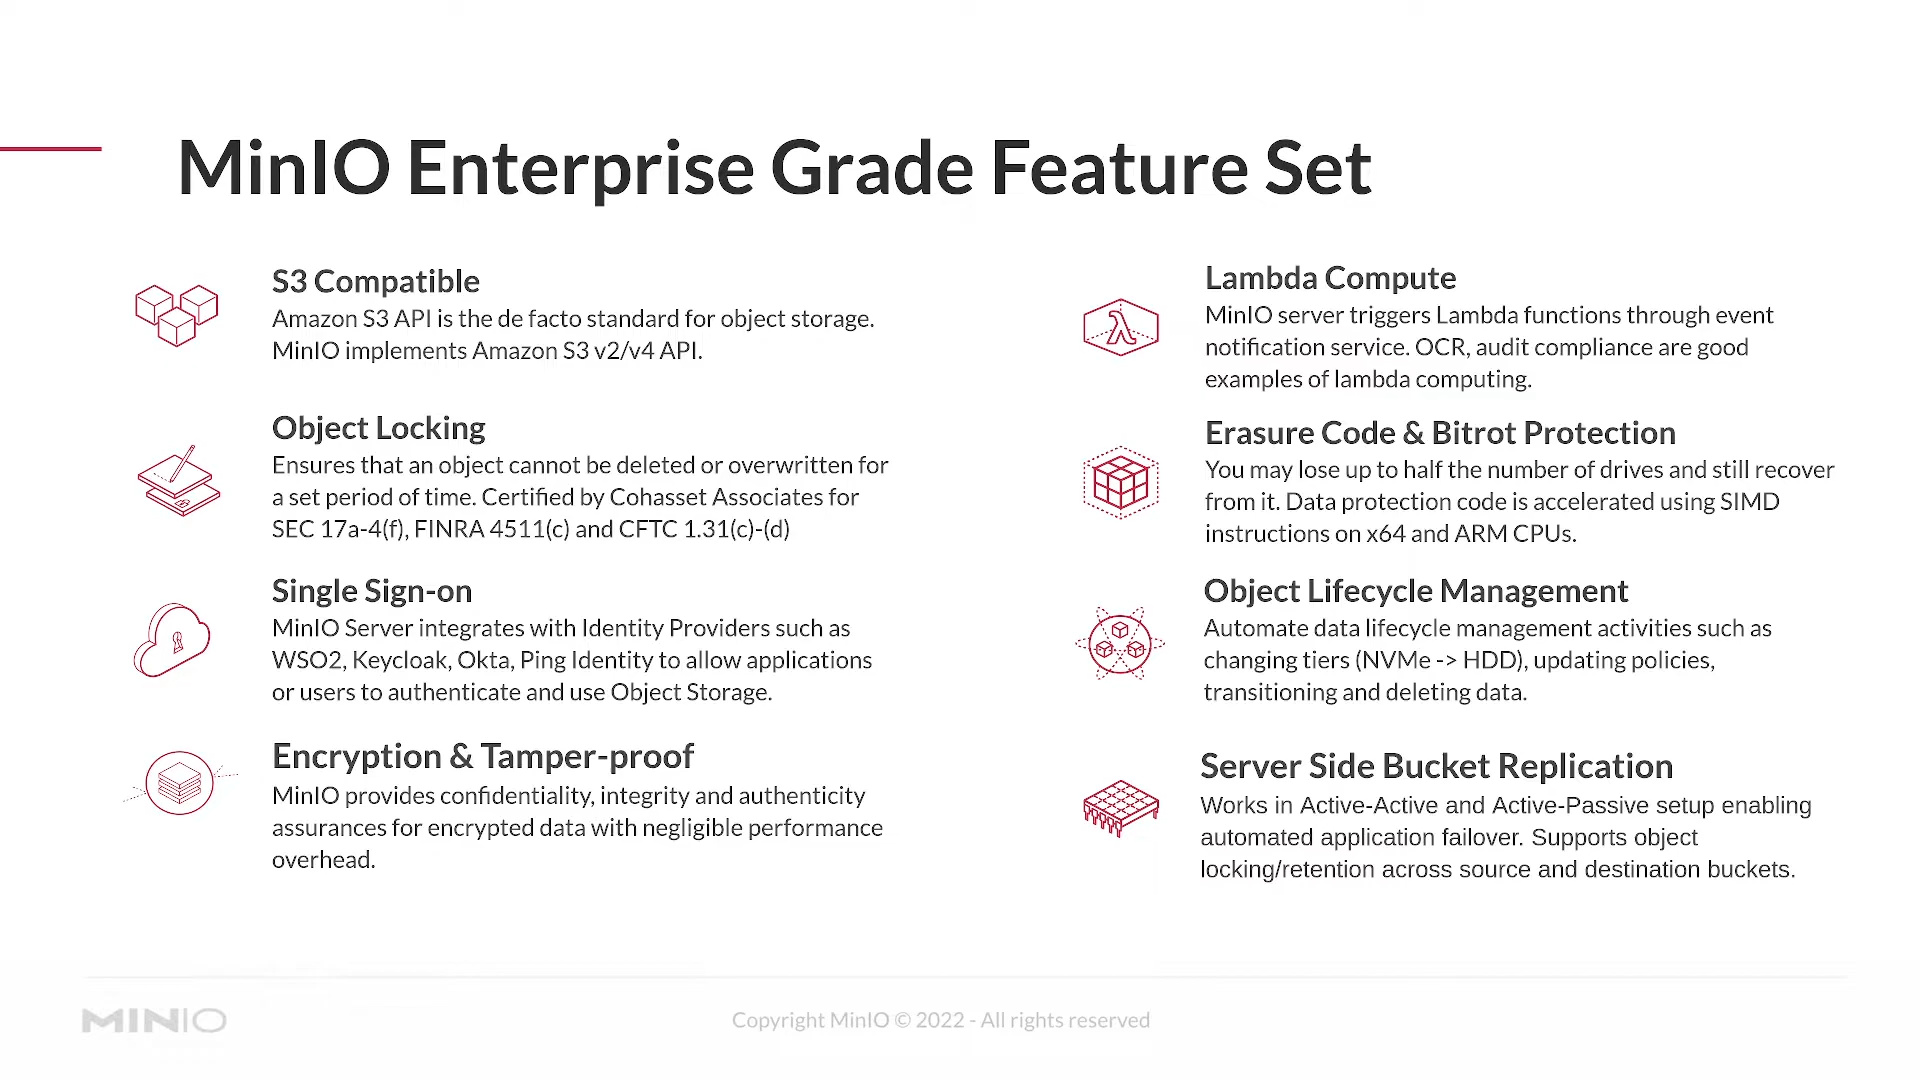 MinIO Enterprise Grade Feature Set
S3 Compatible
Amazon S3 API is the de facto standard for object storage.
MinIO implements Amazon S3 v2/v4 API.
Object Locking
Ensures that an object cannot be deleted or overwritten for
a set period of time. Certified by Cohasset Associates for
SEC 17a-4(f), FINRA 4511(c) and CFTC 1.31(c)-(d)
Single Sign-on
MinIO Server integrates with Identity Providers such as
WSO2, Keycloak, Okta, Ping Identity to allow applications
or users to authenticate and use Object Storage.
Encryption & Tamper-proof
MinIO provides confidentiality, integrity and authenticity
assurances for encrypted data with negligible performance
overhead.
Lambda Compute
MinIO server triggers Lambda functions through event
notification service. OCR, audit compliance are good
examples of lambda computing.
Erasure Code & Bitrot Protection
You may lose up to half the number of drives and still recover
from it. Data protection code is accelerated using SIMD
instructions on x64 and ARM CPUs.
Object Lifecycle Management
Automate data lifecycle management activities such as
changing tiers (NVMe -> HDD), updating policies,
transitioning and deleting data.
Server Side Bucket Replication
Works in Active-Active and Active-Passive setup enabling
automated application failover. Supports object
locking/retention across source and destination buckets.
MINIO
Copyright MinIO © 2022 - All rights reserved